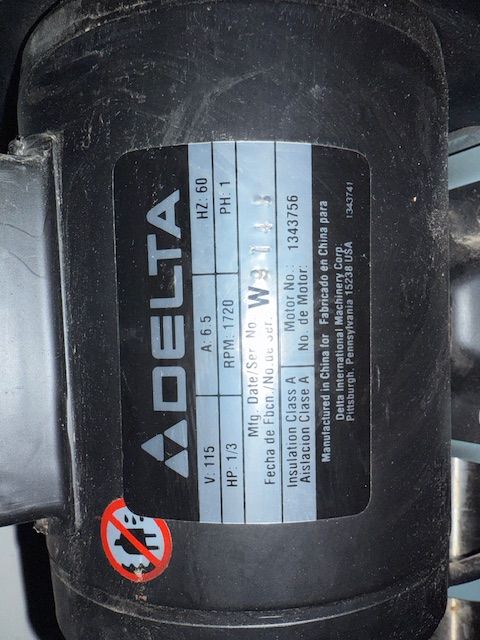 DELTA
V: 115 A: 6.5 HZ: 60
HP: 1/3 RPM: 1720 PH: 1
Mfg. Date/Ser. No.
Fecha de Fbcn./No. de Ser.
Insulation Class A Motor No.: 1343756
Aislacion Clase A No. de Motor:
Manufactured in China for Fabricado en China para
Delta International Machinery Corp.
Pittsburgh, Pennsylvania 15238 USA 1343741